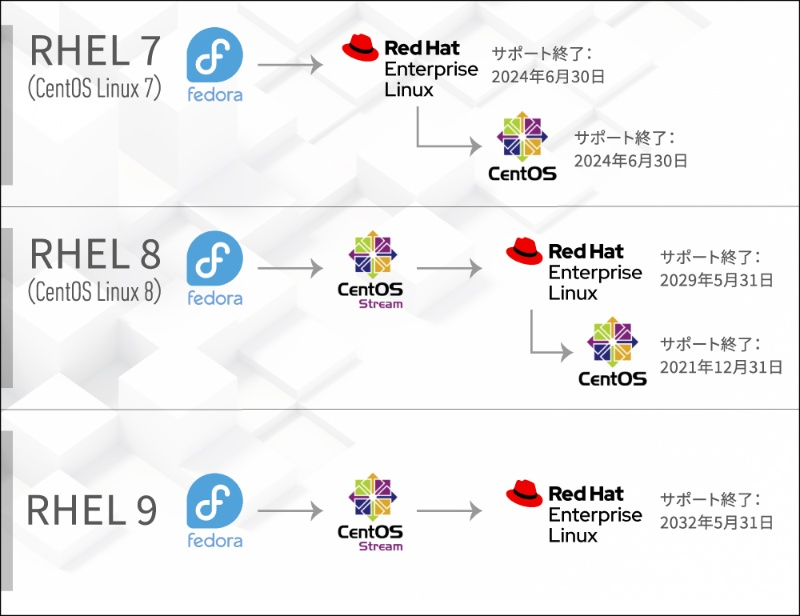 RHEL 7
(CentOS Linux 7)
fedora
Red Hat
Enterprise
Linux
サポート終了：
2024年6月30日
CentOS
サポート終了：
2024年6月30日
RHEL 8
(CentOS Linux 8)
fedora
CentOS
Stream
Red Hat
Enterprise
Linux
サポート終了：
2029年5月31日
CentOS
サポート終了：
2021年12月31日
RHEL 9
fedora
CentOS
Stream
Red Hat
Enterprise
Linux
サポート終了：
2032年5月31日